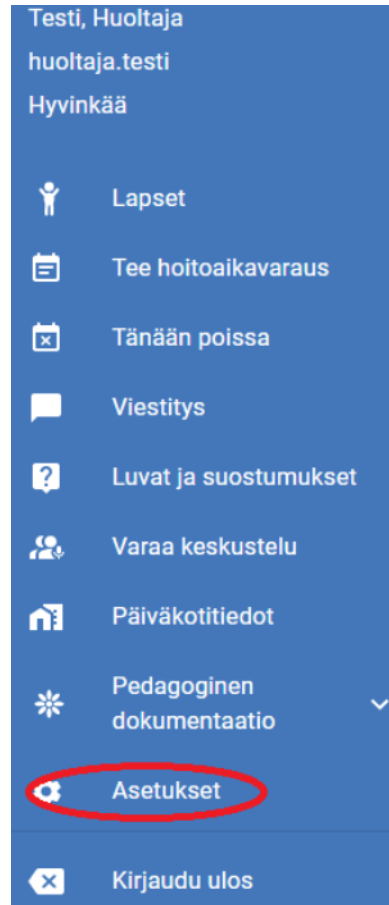 Testi, Huoltaja
huoltaja.testi
Hyvinkää
Lapset
Tee hoitoaikavaraus
Tänään poissa
Viestitys
Luvat ja suostumukset
Varaa keskustelu
Päiväkotitiedot
Pedagoginen
dokumentaatio
Asetukset
Kirjaudu ulos